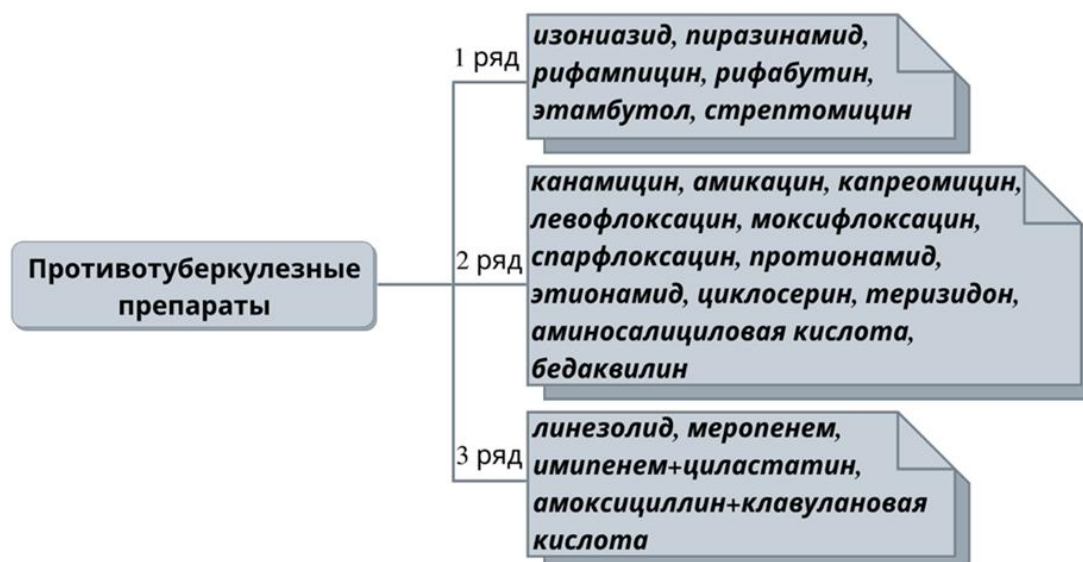 Противотуберкулезные
препараты
1 ряд
изониазид, пиразинамид,
рифампицин, рифабутин,
этамбутол, стрептомицин
2 ряд
канамицин, амикацин, капреомицин,
левофлоксацин, моксифлоксацин,
спарфлоксацин, протионамид,
этионамид, циклосерин, теризидон,
аминосалициловая кислота,
бедаквилин
3 ряд
линезолид, меропенем,
имипенем+циластатин,
амоксициллин+клавулановая
кислота